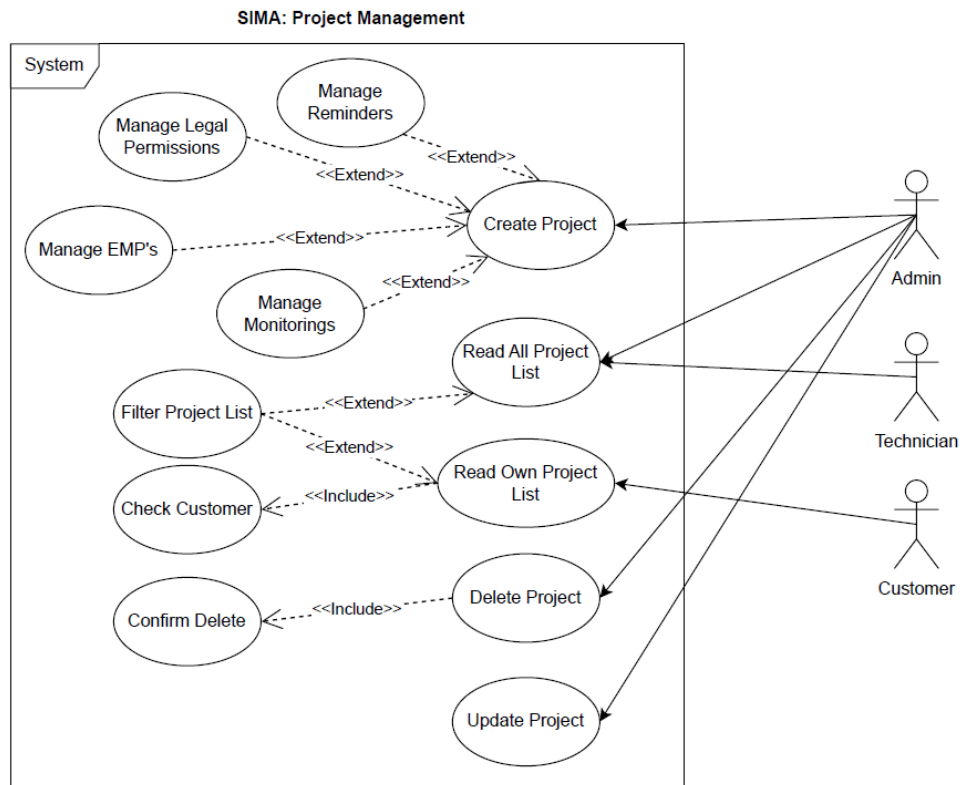 SIMA: Project Management
System
Manage
Reminders
Manage Legal
Permissions
<<Extend>>
<<Extend>>
Create Project
<<Extend>>
Manage EMP's
<<Extend>>
Manage
Monitorings
Admin
Read All Project
List
Filter Project List
<<Extend>>
<<Extend>>
Technician
Read Own Project
List
<<Include>>
Check Customer
Customer
Delete Project
<<Include>>
Confirm Delete
Update Project